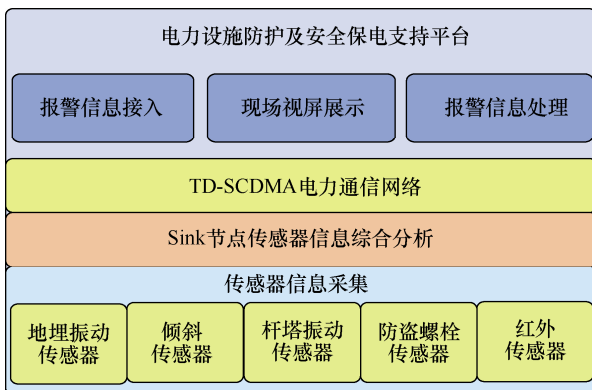 电力设施防护及安全保电支持平台
报警信息接入
现场视屏展示
报警信息处理
TD-SCDMA电力通信网络
Sink节点传感器信息综合分析
传感器信息采集
地埋振动
传感器
倾斜
传感器
杆塔振动
传感器
防盗螺栓
传感器
红外
传感器